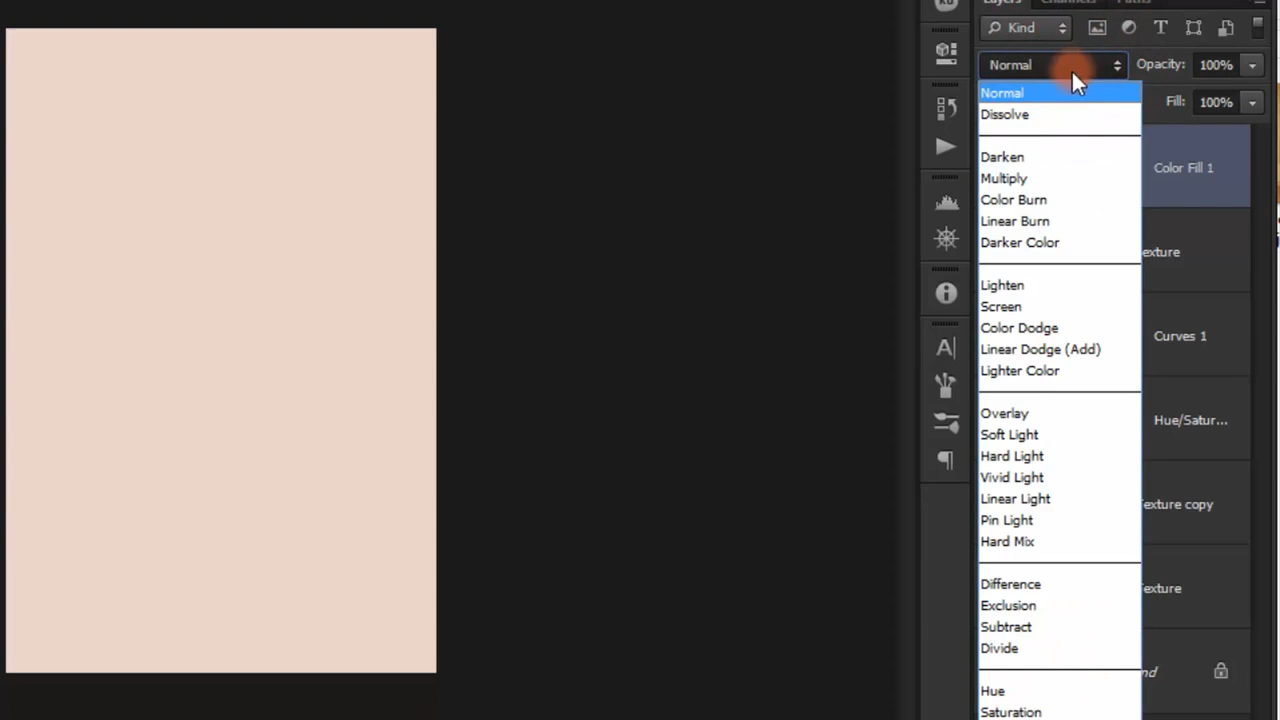 Layers Channels Paths
Kind
T
Normal Opacity: 100%
Normal
Fill: 100%
Dissolve
Darken
Color Fill 1
Multiply
Color Burn
Linear Burn
Darker Color
exture
Lighten
Screen
Color Dodge
Curves 1
Linear Dodge (Add)
A
Lighter Color
Overlay
Hue/Satur...
Soft Light
Hard Light
Vivid Light
Linear Light
exture copy
Pin Light
Hard Mix
Difference
exture
Exclusion
Subtract
Divide
nd
Hue
Saturation